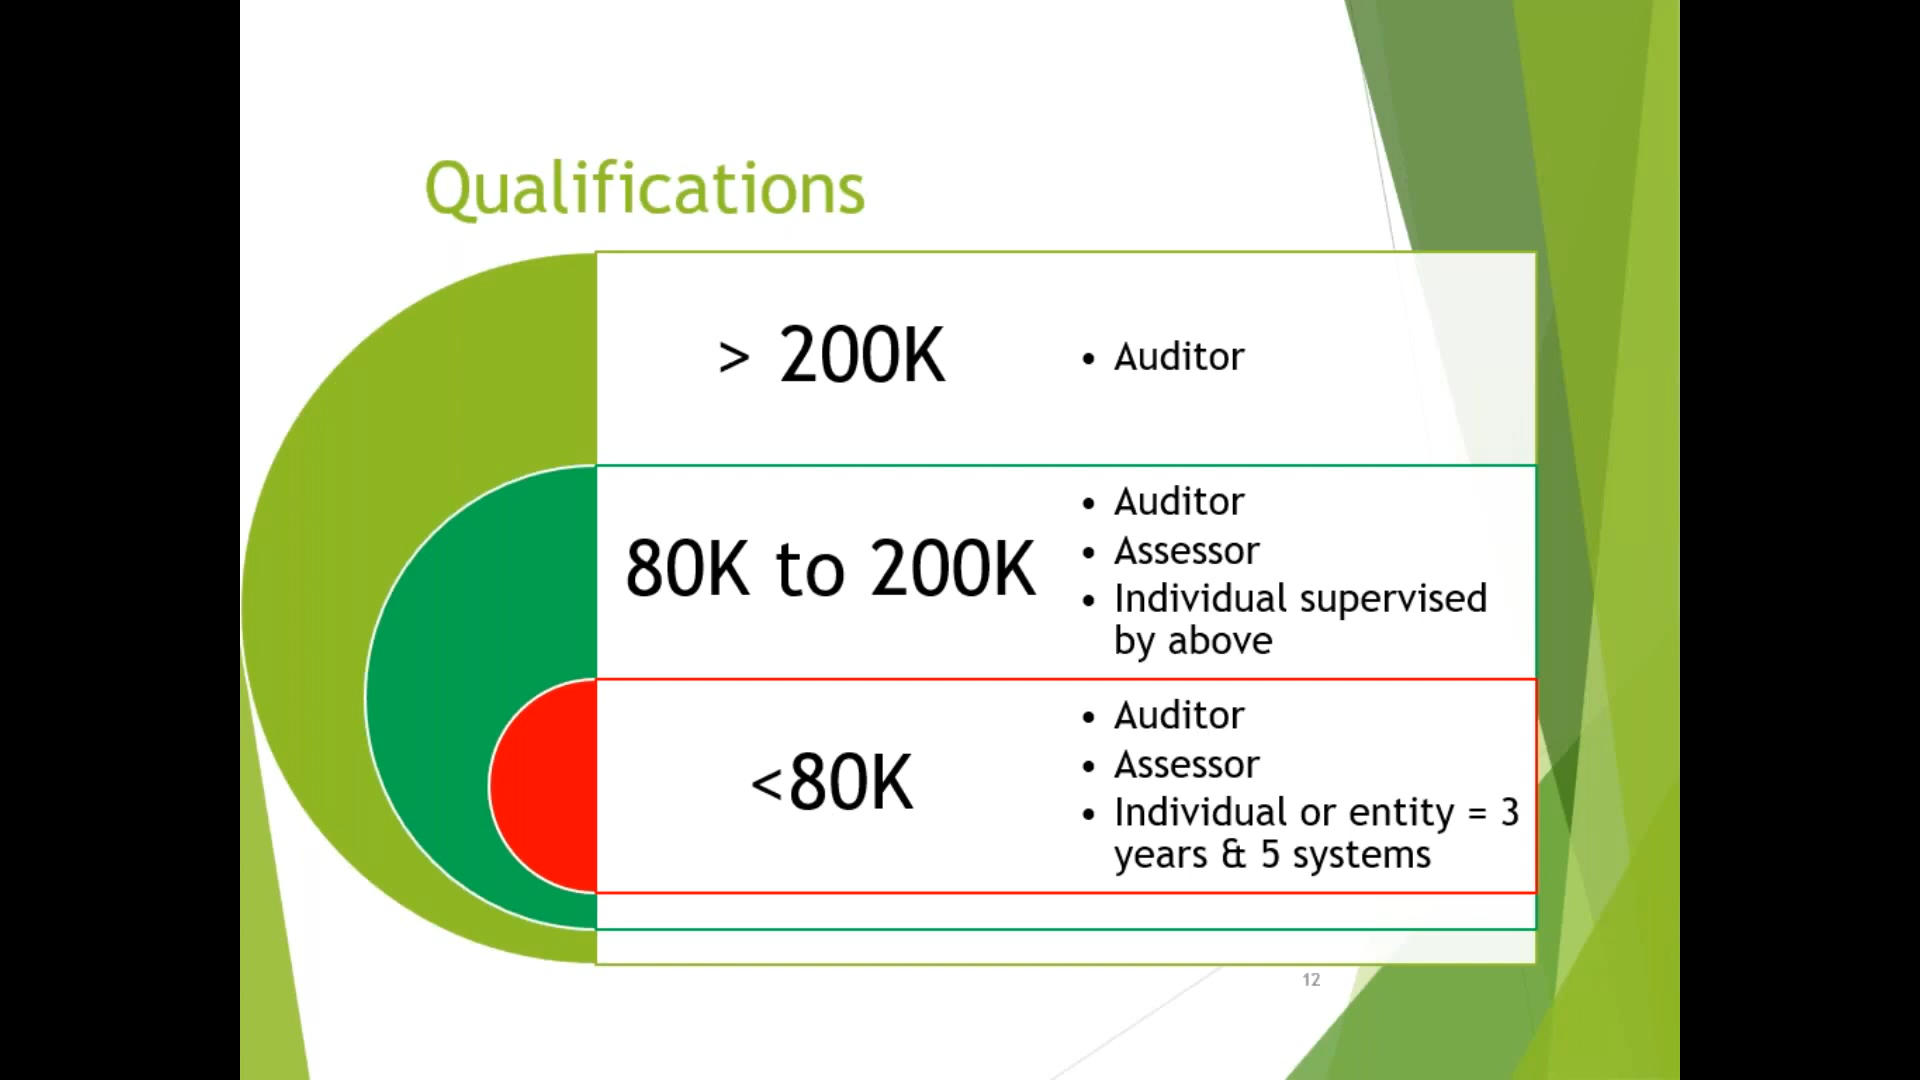 Qualifications
> 200K
• Auditor
80K to 200K
• Auditor
• Assessor
• Individual supervised
by above
<80K
• Auditor
• Assessor
• Individual or entity = 3
years & 5 systems
12